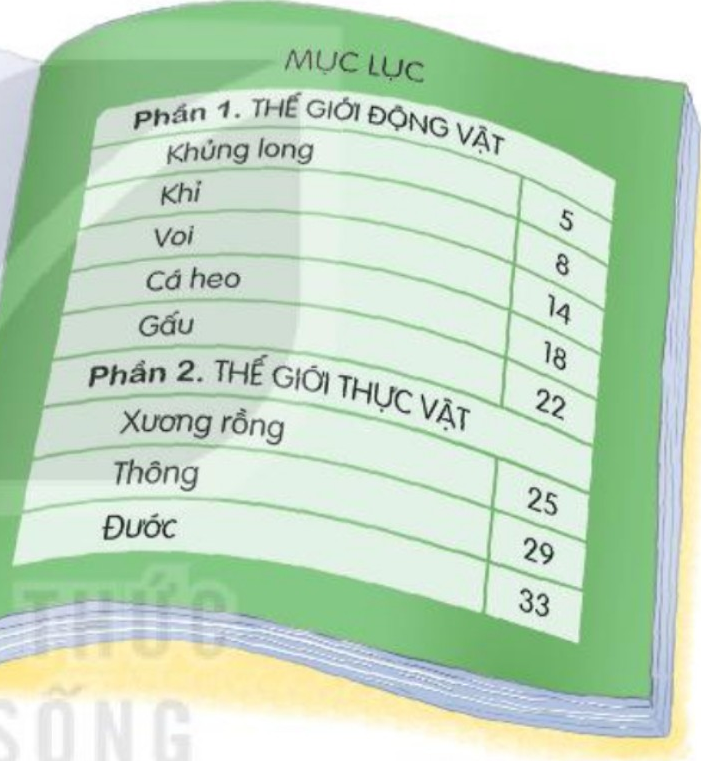 MỤC LỤC
Phần 1. THẾ GIỚI ĐỘNG VẬT
Khủng long 5
Khỉ 8
Voi 14
Cá heo 18
Gấu 22
Phần 2. THẾ GIỚI THỰC VẬT
Xương rồng 25
Thông 29
Đước 33
THỨC
SỐNG